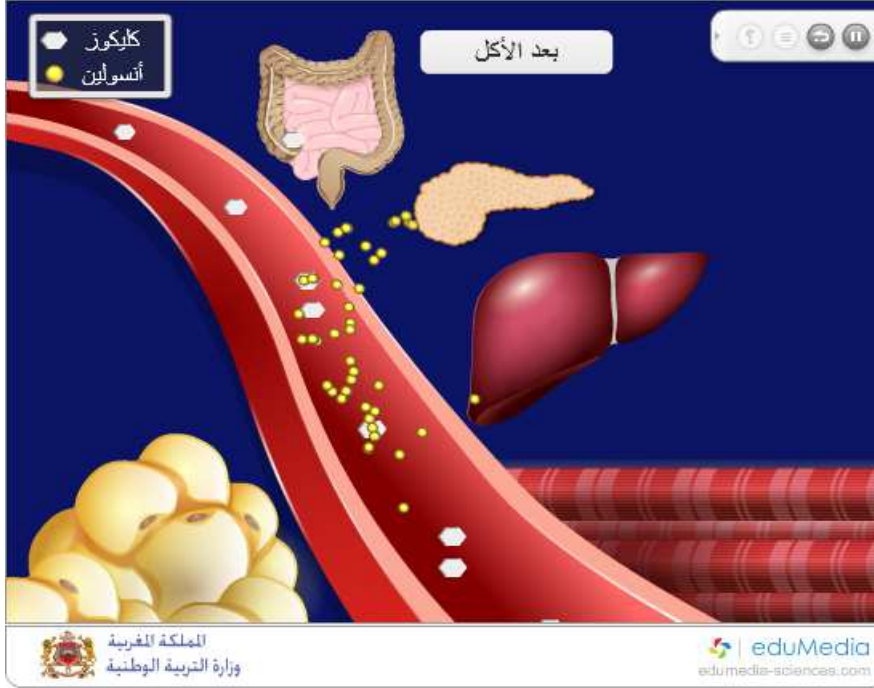 كليكوز
أنسولين
بعد الأكل
المملكة المغربية
وزارة التربية الوطنية
eduMedia
edumedia-sciences.com